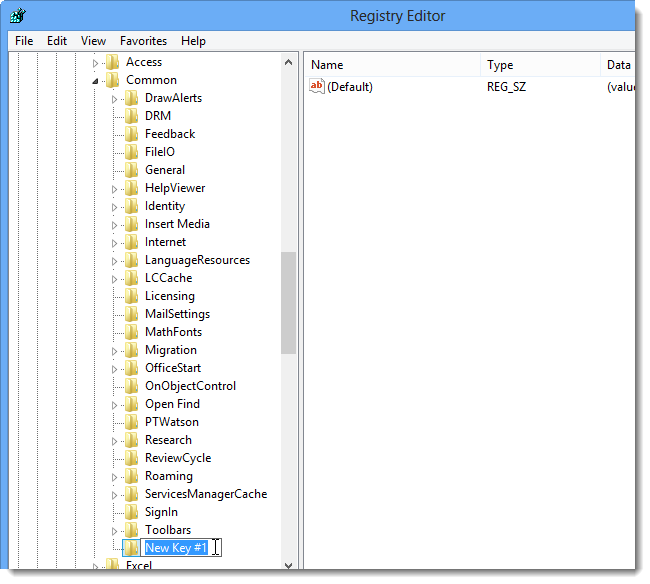 Registry Editor
File Edit View Favorites Help
Access
Common
DrawAlerts
DRM
Feedback
FileIO
General
HelpViewer
Identity
Insert Media
Internet
LanguageResources
LCCache
Licensing
MailSettings
MathFonts
Migration
OfficeStart
OnObjectControl
Open Find
PTWatson
Research
ReviewCycle
Roaming
ServicesManagerCache
SignIn
Toolbars
New Key #1
Excel
Name Type Data
ab (Default) REG_SZ (value